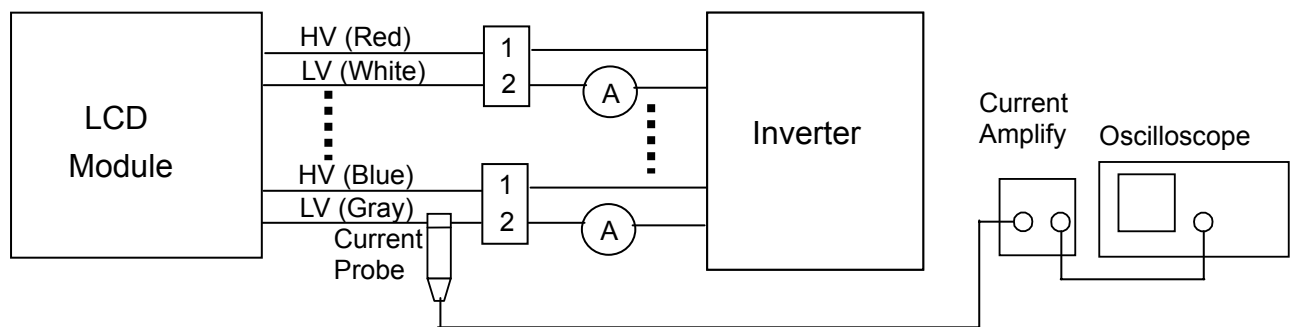 HV (Red)
LV (White)
1
2
A
LCD
Module
Inverter
Current
Amplify
Oscilloscope
HV (Blue)
LV (Gray)
1
2
A
Current
Probe